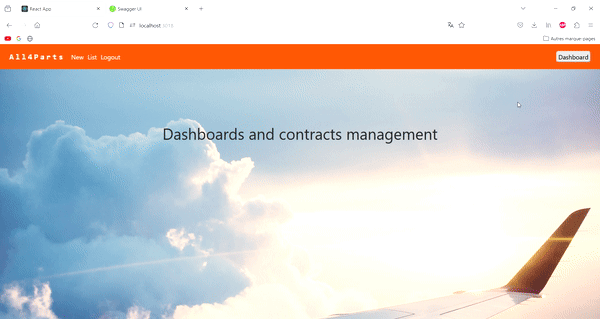 React App
Swagger UI
localhost:3000
Autres marque-pages
All4Parts New List Logout
Dashboard
Dashboards and contracts management